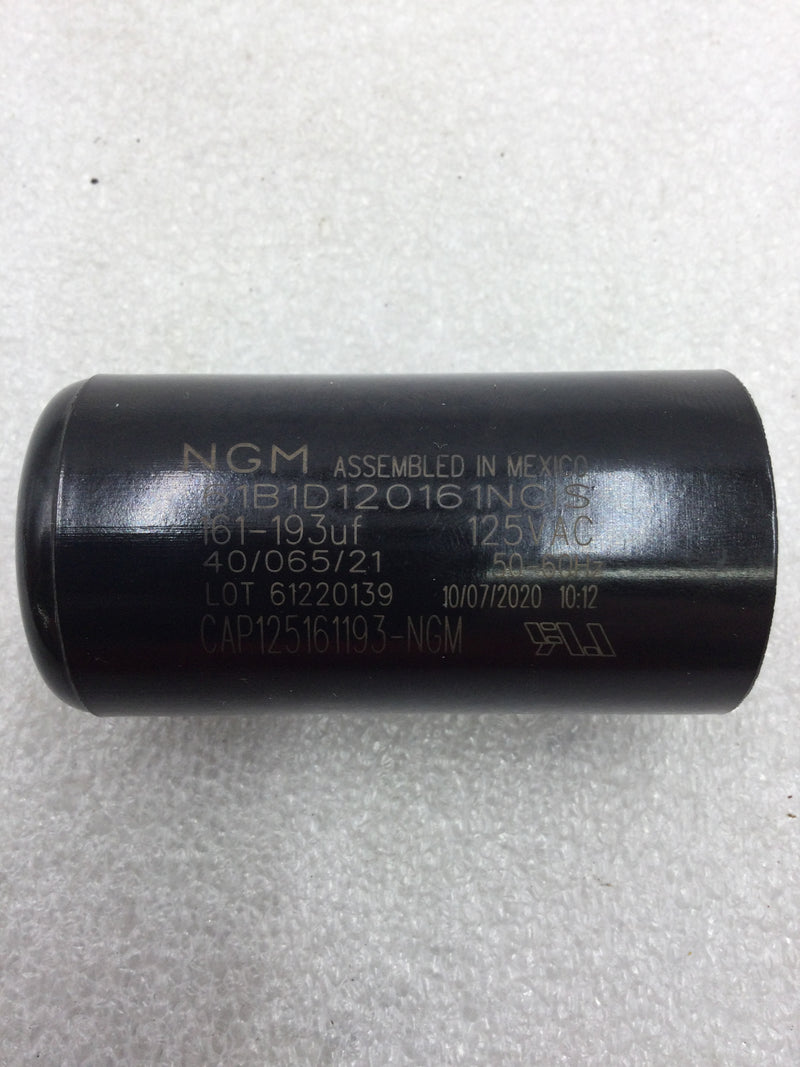 NGM ASSEMBLED IN MEXICO
161-193uf 125VAC
40/065/21 50-60Hz
LOT 61220139 10/07/2020 10:12
CAP125161193-NGM